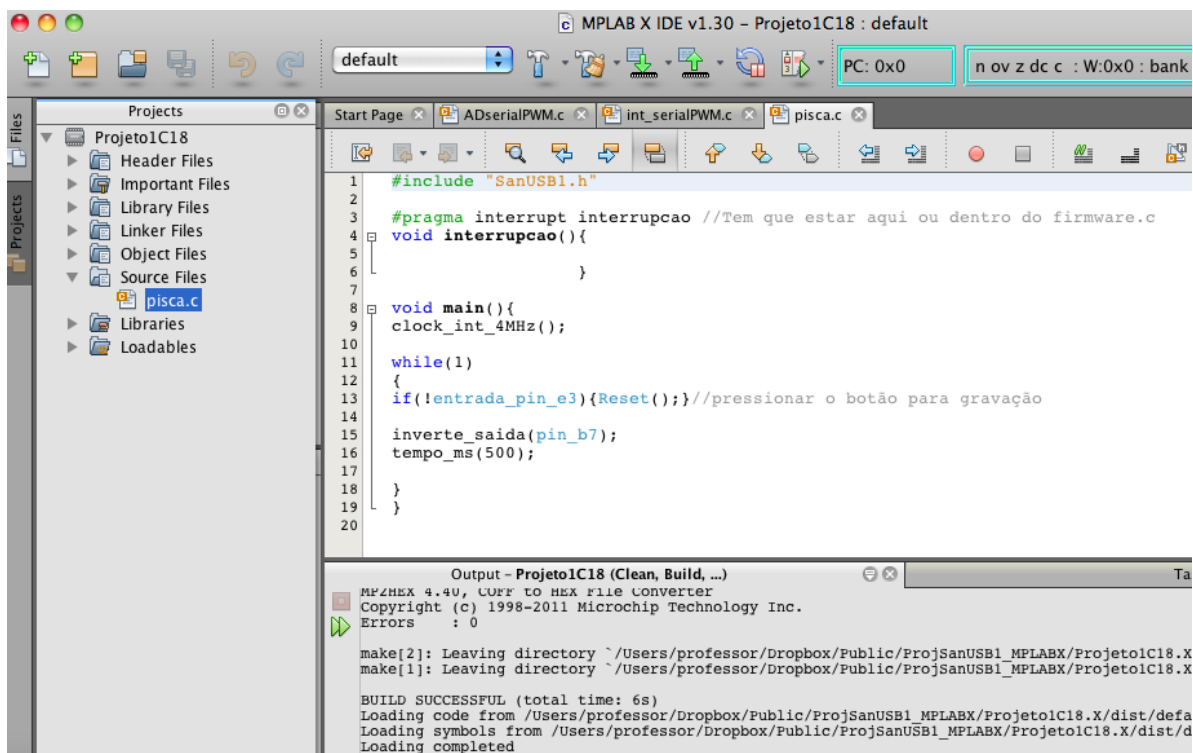 MPLAB X IDE v1.30 - Projeto1C18 : default
default
PC: 0x0
n ov z dc c : W:0x0 : bank
Files
Projects
Projects
Projeto1C18
Header Files
Important Files
Library Files
Linker Files
Object Files
Source Files
pisca.c
Libraries
Loadables
Start Page
ADserialPWM.c
int_serialPWM.c
pisca.c
1 #include "SanUSB1.h"
2
3 #pragma interrupt interrupcao //Tem que estar aqui ou dentro do firmware.c
4 void interrupcao(){
5
6 }
7
8 void main(){
9 clock_int_4MHz();
10
11 while(1)
12 {
13 if(!entrada_pin_e3){Reset();}//pressionar o botão para gravação
14
15 inverte_saida(pin_b7);
16 tempo_ms(500);
17
18 }
19 }
20
Output - Projeto1C18 (Clean, Build, ...)
Ta
MP2HEX 4.40, COFF to HEX File Converter
Copyright (c) 1998-2011 Microchip Technology Inc.
Errors : 0
make[2]: Leaving directory `/Users/professor/Dropbox/Public/ProjSanUSB1_MPLABX/Projeto1C18.X
make[1]: Leaving directory `/Users/professor/Dropbox/Public/ProjSanUSB1_MPLABX/Projeto1C18.X
BUILD SUCCESSFUL (total time: 6s)
Loading code from /Users/professor/Dropbox/Public/ProjSanUSB1_MPLABX/Projeto1C18.X/dist/defa
Loading symbols from /Users/professor/Dropbox/Public/ProjSanUSB1_MPLABX/Projeto1C18.X/dist/d
Loading completed